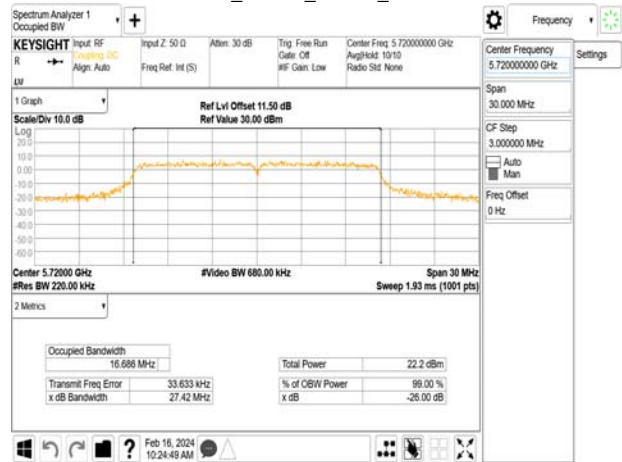 Spectrum Analyzer 1
Occupied BW
+
Frequency
KEYSIGHT
R
LVI
Input: RF
Coupling: DC
Align: Auto
Input Z: 50 Ω
Freq Ref: Int (S)
Atten: 30 dB
Trig: Free Run
Gate: Off
#IF Gain: Low
Center Freq: 5.720000000 GHz
Avg|Hold: 10/10
Radio Std: None
Center Frequency
5.720000000 GHz
Settings
Span
30.000 MHz
CF Step
3.000000 MHz
Auto
Man
Freq Offset
0 Hz
1 Graph
Ref Lvl Offset 11.50 dB
Scale/Div 10.0 dB
Ref Value 30.00 dBm
Log
20.0
10.0
0.00
-10.0
-20.0
-30.0
-40.0
-50.0
-60.0
Center 5.72000 GHz
#Video BW 680.00 kHz
Span 30 MHz
#Res BW 220.00 kHz
Sweep 1.93 ms (1001 pts)
2 Metrics
Occupied Bandwidth
16.686 MHz
Total Power 22.2 dBm
Transmit Freq Error 33.633 kHz
% of OBW Power 99.00 %
x dB Bandwidth 27.42 MHz
x dB -26.00 dB
?
Feb 16, 2024
10:24:49 AM